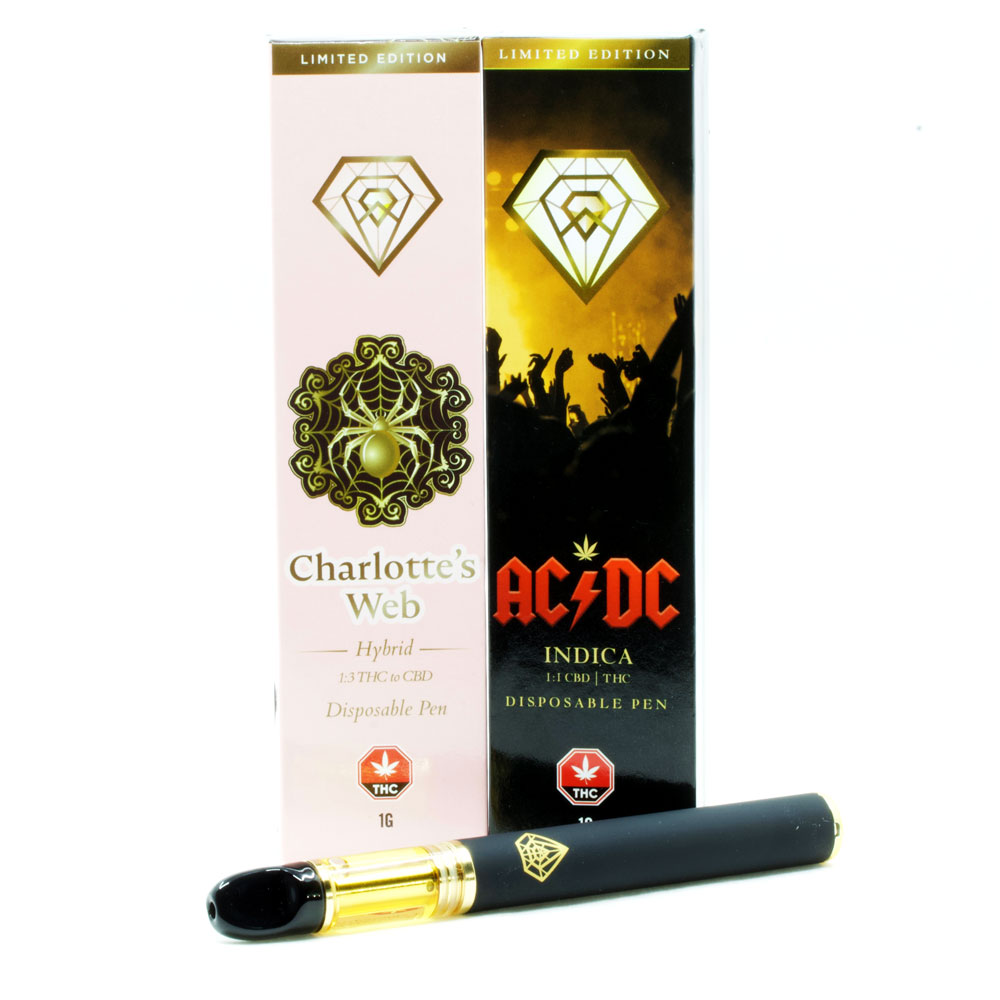 LIMITED EDITION
Charlotte's
Web
Hybrid
1:3 THC to CBD
Disposable Pen
THC
1G
LIMITED EDITION
AC DC
INDICA
1:1 CBD | THC
DISPOSABLE PEN
THC